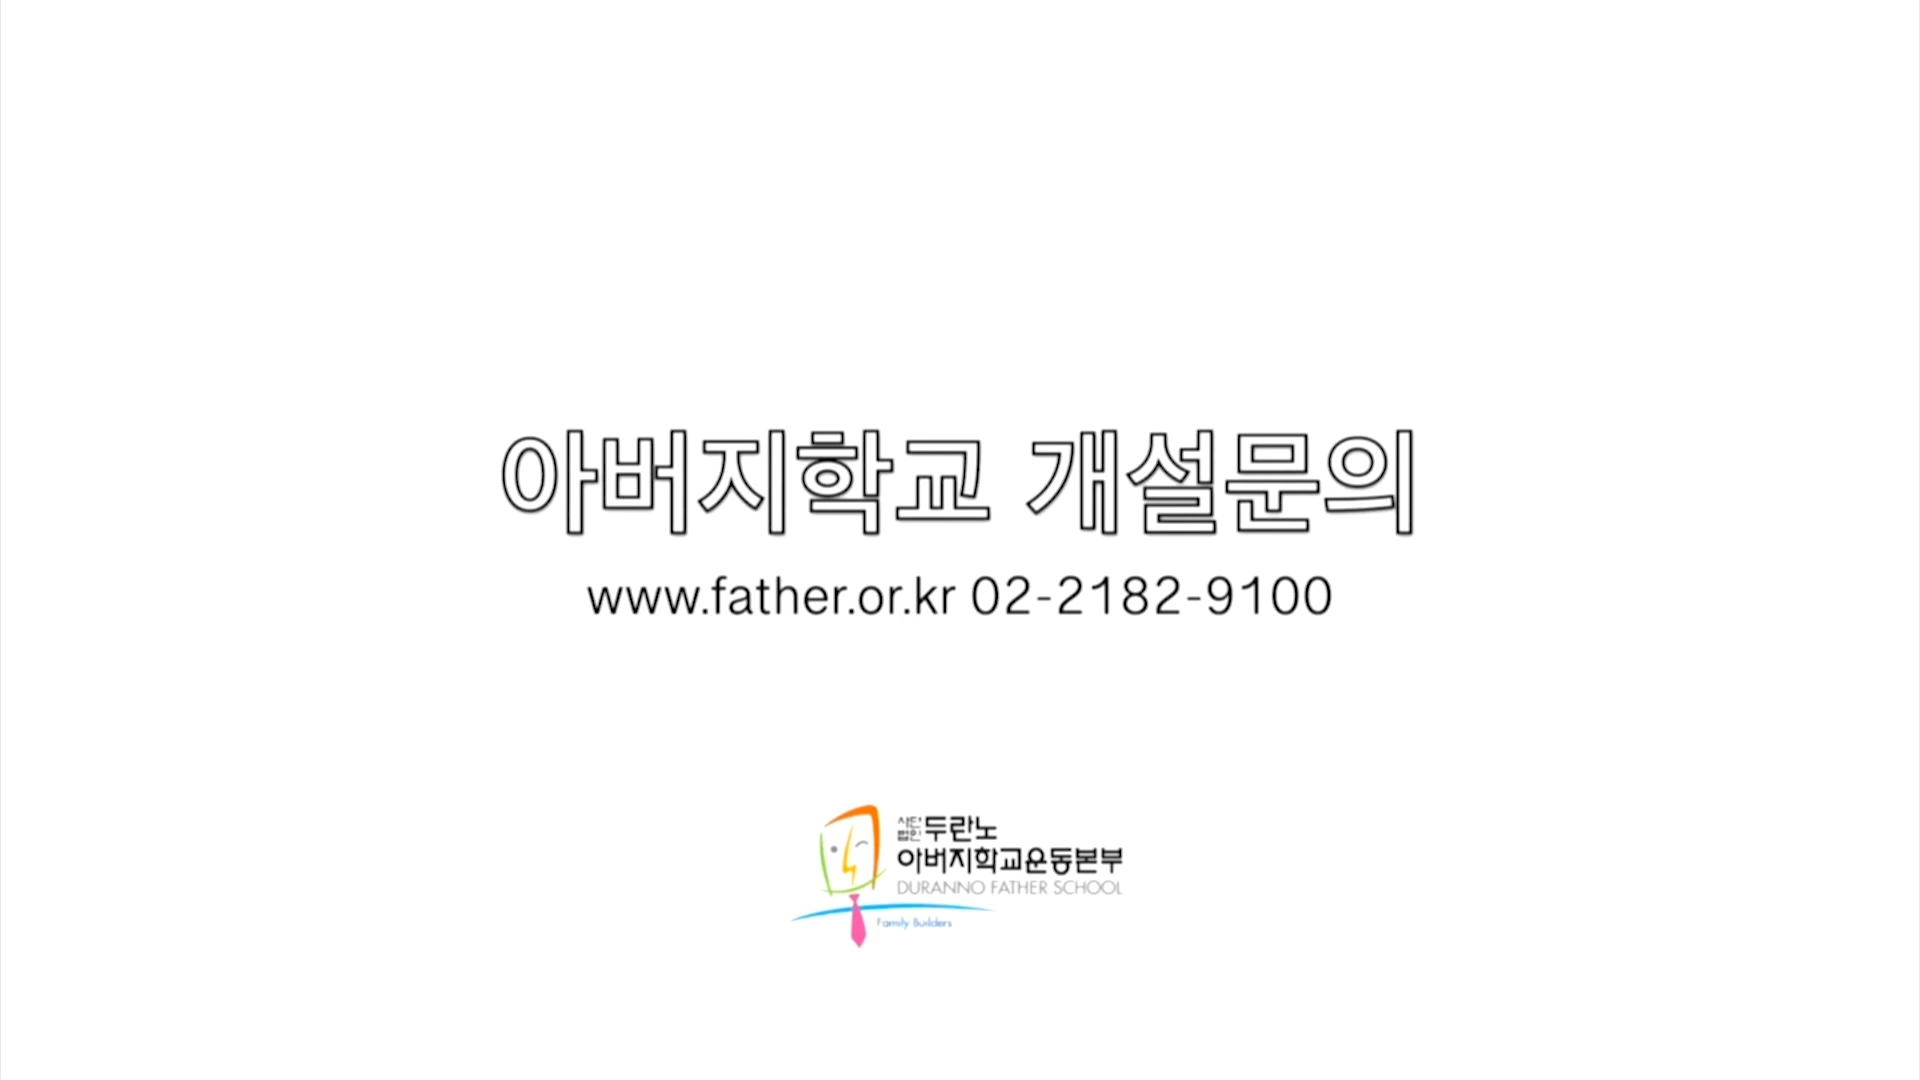 아버지학교 개설문의
www.father.or.kr 02-2182-9100
사단법인 두란노
아버지학교운동본부
DURANNO FATHER SCHOOL
Family Builders